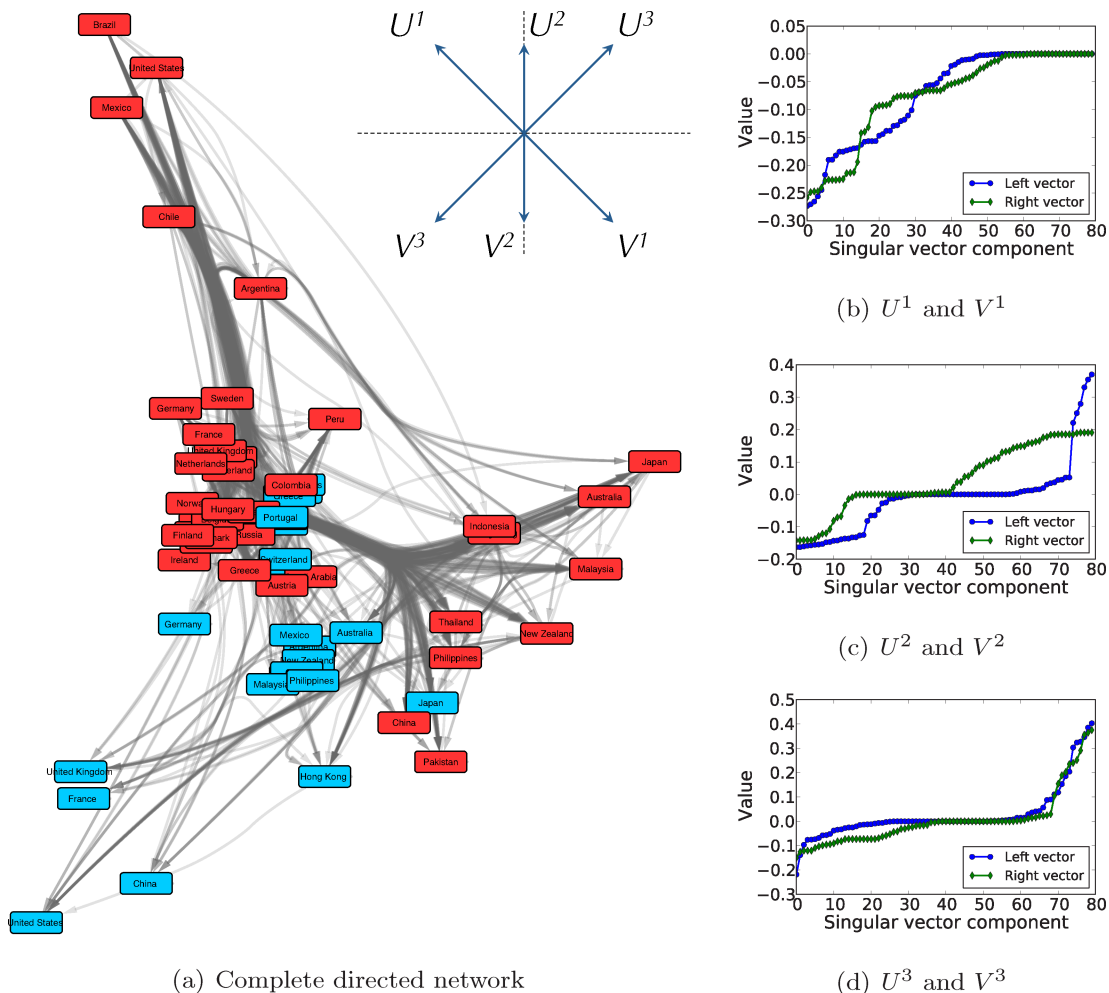 Brazil
United States
Mexico
Chile
Argentina
Sweden
Germany
France
United Kingdom
Netherlands
Peru
Colombia
Greece
Portugal
Hungary
Russia
Finland
Ireland
Switzerland
Greece
Austria
Arabia
Japan
Australia
Indonesia
Malaysia
Thailand
New Zealand
Philippines
Germany
Mexico
Australia
New Zealand
Malaysia
Philippines
Japan
China
Pakistan
Hong Kong
United Kingdom
France
China
United States
U1 U2 U3
V3 V2 V1
(a) Complete directed network
0.05
0.00
−0.05
−0.10
−0.15
−0.20
−0.25
−0.30
Value
Left vector
Right vector
0 10 20 30 40 50 60 70 80
Singular vector component
(b) U1 and V1
0.4
0.3
0.2
0.1
0.0
−0.1
−0.2
Value
Left vector
Right vector
0 10 20 30 40 50 60 70 80
Singular vector component
(c) U2 and V2
0.5
0.4
0.3
0.2
0.1
0.0
−0.1
−0.2
−0.3
Value
Left vector
Right vector
0 10 20 30 40 50 60 70 80
Singular vector component
(d) U3 and V3